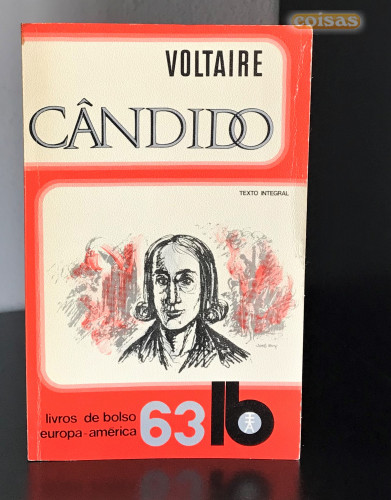 coisas
VOLTAIRE
CÂNDIDO
TEXTO INTEGRAL
livros de bolso
europa-américa
63
lb